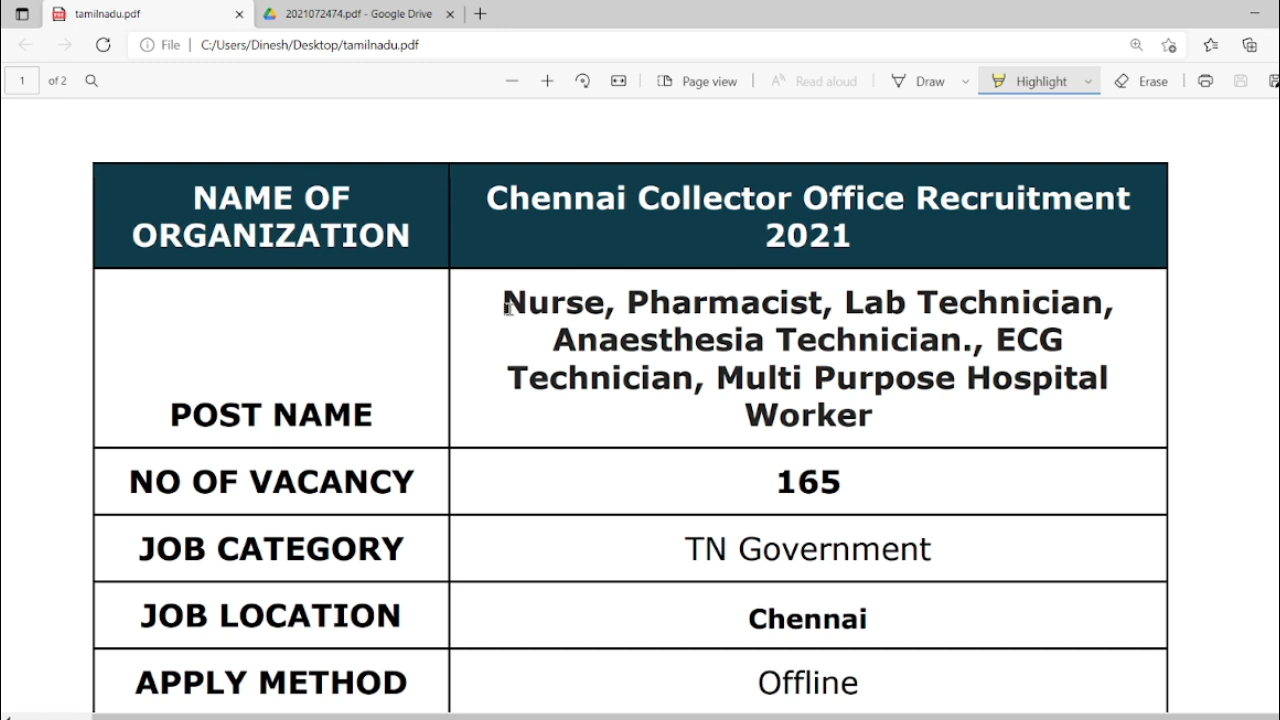 tamilnadu.pdf
2021072474.pdf - Google Drive
File | C:/Users/Dinesh/Desktop/tamilnadu.pdf
1 of 2
Page view
Read aloud
Draw
Highlight
Erase
NAME OF
ORGANIZATION
Chennai Collector Office Recruitment
2021
POST NAME
Nurse, Pharmacist, Lab Technician,
Anaesthesia Technician., ECG
Technician, Multi Purpose Hospital
Worker
NO OF VACANCY
165
JOB CATEGORY
TN Government
JOB LOCATION
Chennai
APPLY METHOD
Offline